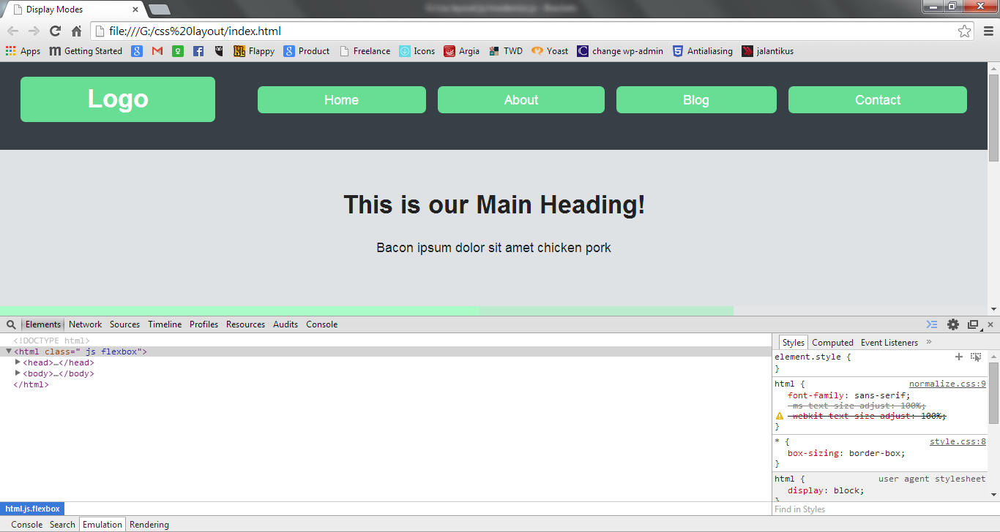 Display Modes
file:///G:/css%20layout/index.html
Apps Getting Started Flappy Product Freelance Icons Argia TWD Yoast change wp-admin Antialiasing jalantikus
Logo Home About Blog Contact
This is our Main Heading!
Bacon ipsum dolor sit amet chicken pork
Elements Network Sources Timeline Profiles Resources Audits Console
<!DOCTYPE html>
<html class=" js flexbox">
<head>…</head>
<body>…</body>
</html>
html.js.flexbox
Styles Computed Event Listeners »
element.style {
}
html { normalize.css:9
font-family: sans-serif;
-ms-text-size-adjust: 100%;
-webkit-text-size-adjust: 100%;
}
* { style.css:8
box-sizing: border-box;
}
html { user agent stylesheet
display: block;
}
Find in Styles
Console Search Emulation Rendering